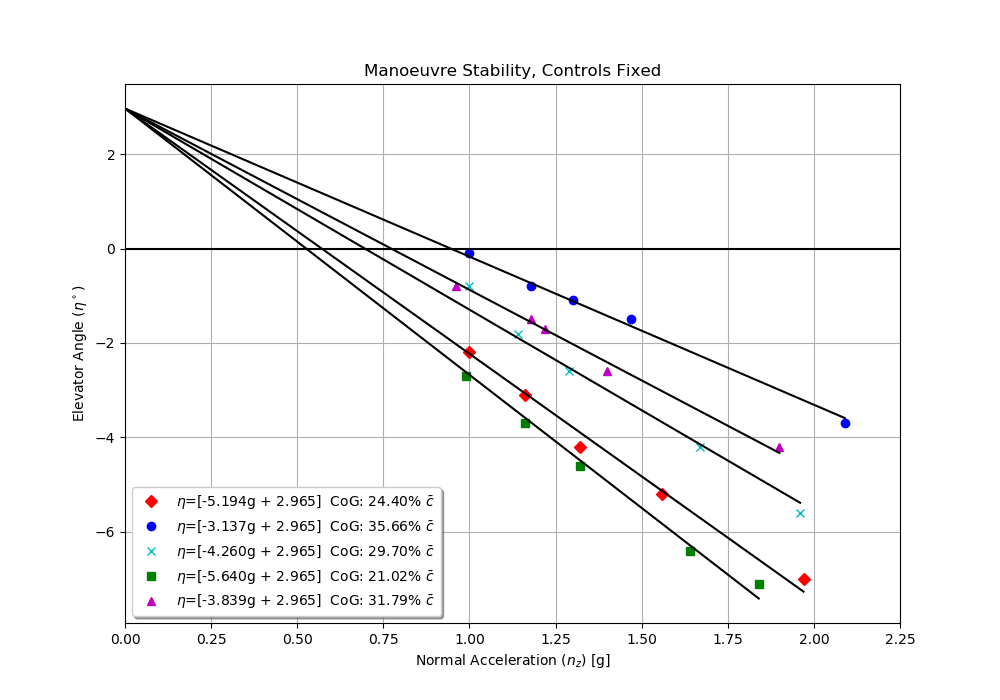 Manoeuvre Stability, Controls Fixed
Elevator Angle (η°)
2
0
−2
−4
−6
η=[-5.194g + 2.965] CoG: 24.40% c̄
η=[-3.137g + 2.965] CoG: 35.66% c̄
η=[-4.260g + 2.965] CoG: 29.70% c̄
η=[-5.640g + 2.965] CoG: 21.02% c̄
η=[-3.839g + 2.965] CoG: 31.79% c̄
0.00 0.25 0.50 0.75 1.00 1.25 1.50 1.75 2.00 2.25
Normal Acceleration (n_z) [g]